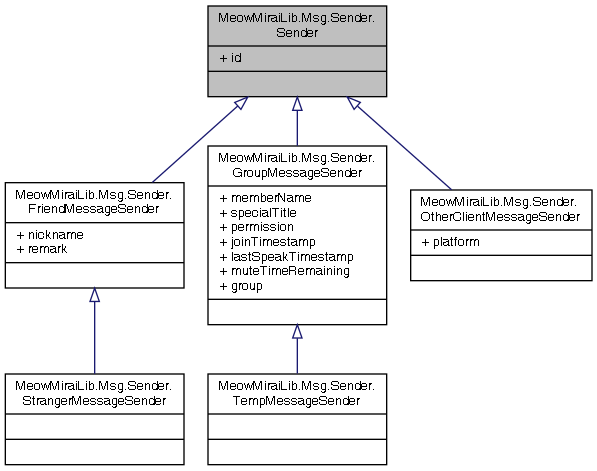 MeowMiraiLib.Msg.Sender.
Sender
+ id
MeowMiraiLib.Msg.Sender.
FriendMessageSender
+ nickname
+ remark
MeowMiraiLib.Msg.Sender.
GroupMessageSender
+ memberName
+ specialTitle
+ permission
+ joinTimestamp
+ lastSpeakTimestamp
+ muteTimeRemaining
+ group
MeowMiraiLib.Msg.Sender.
OtherClientMessageSender
+ platform
MeowMiraiLib.Msg.Sender.
StrangerMessageSender
MeowMiraiLib.Msg.Sender.
TempMessageSender